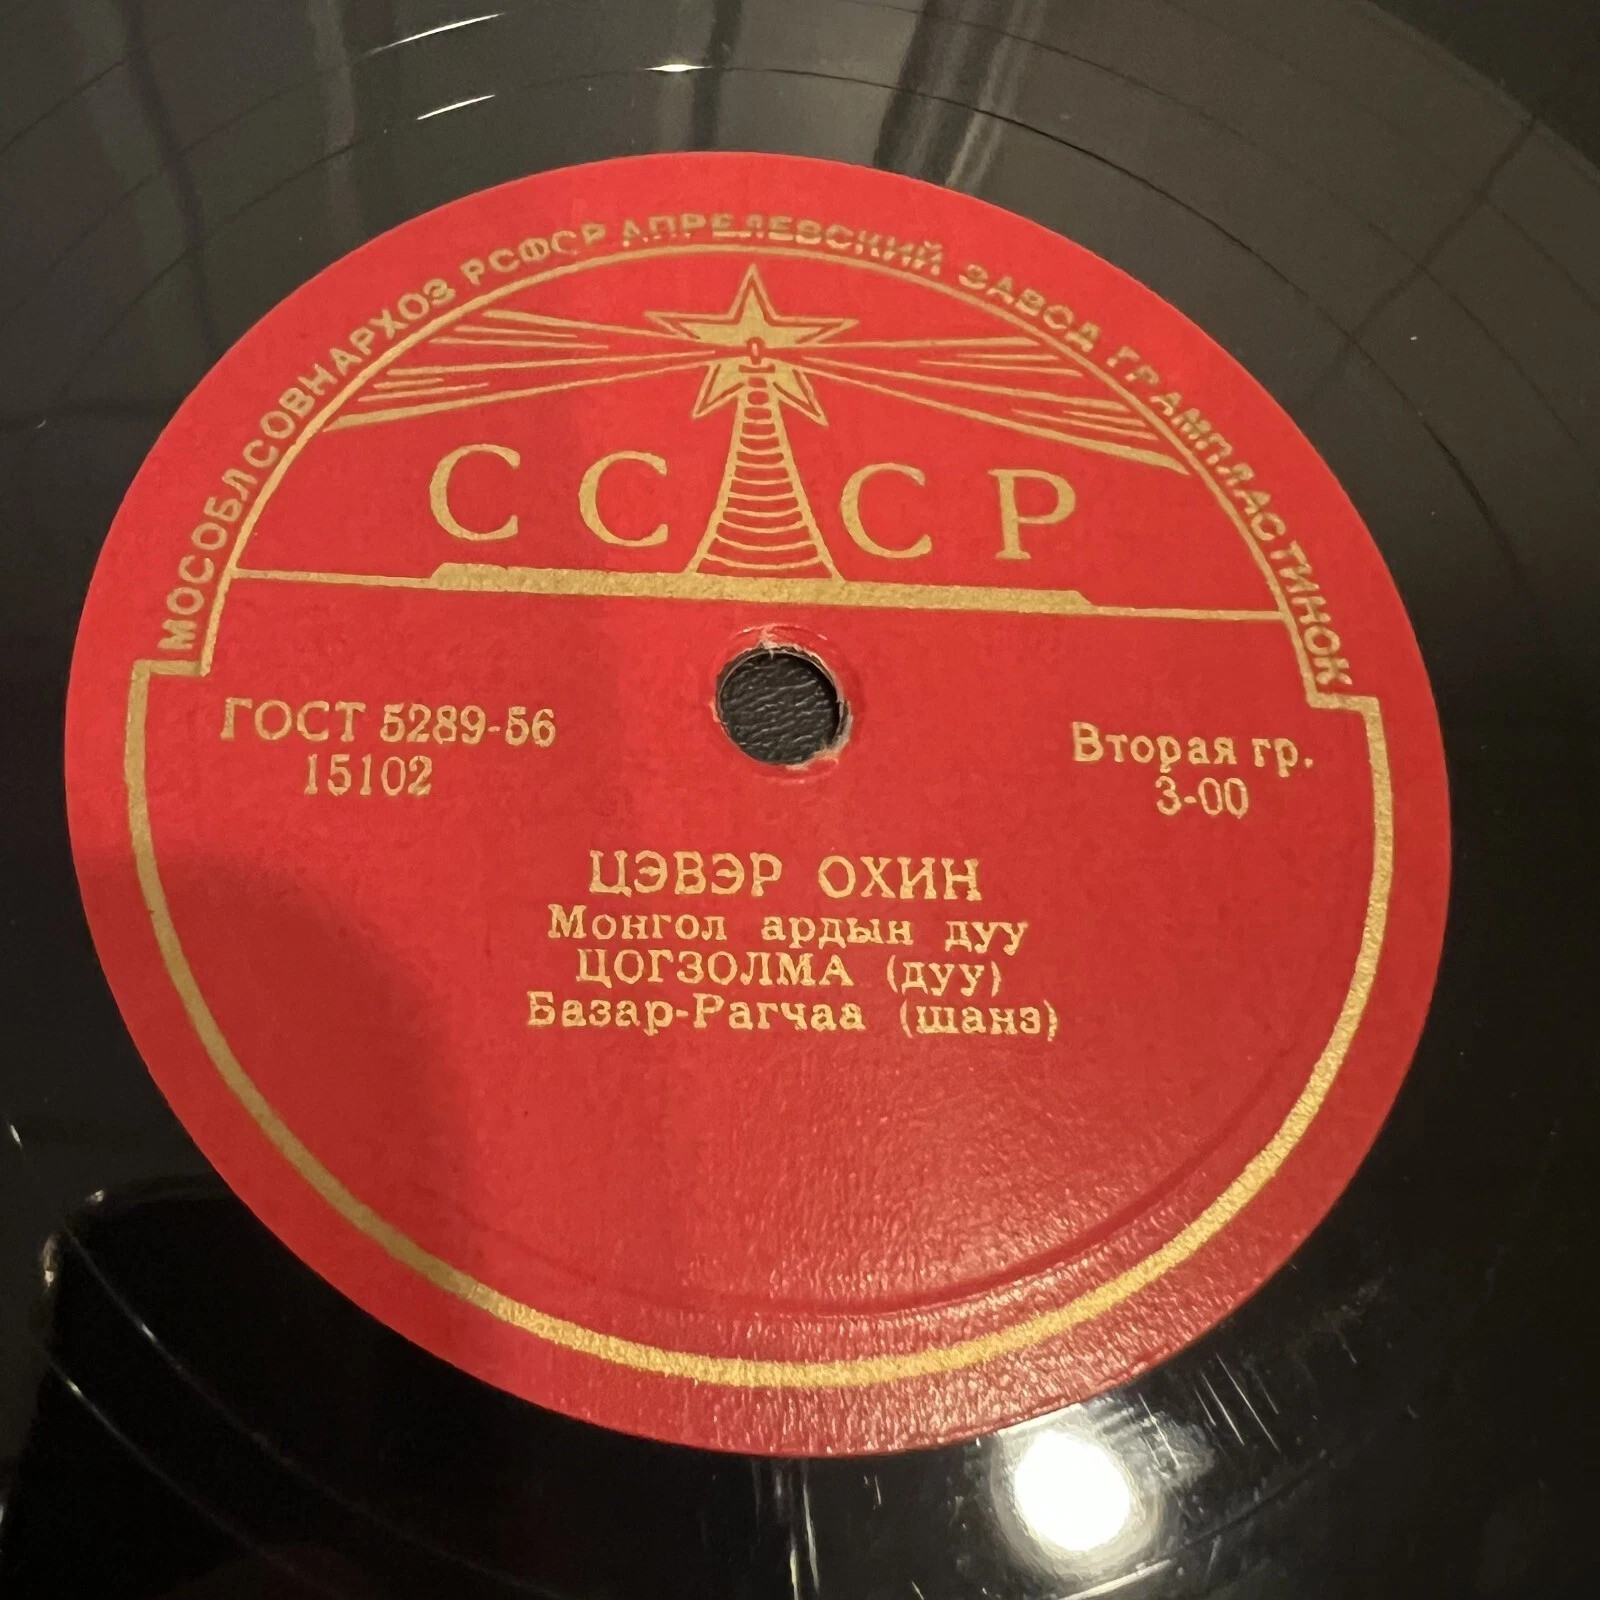 МОСОБЛСОВНАРХОЗ РСФСР АПРЕЛЕВСКИЙ ЗАВОД ГРАМПЛАСТИНОК
СССР
ГОСТ 5289-56
15102
Вторая гр.
3-00
ЦЭВЭР ОХИН
Монгол ардын дуу
ЦОГЗОЛМА (дуу)
Базар-Рагчаа (шанз)